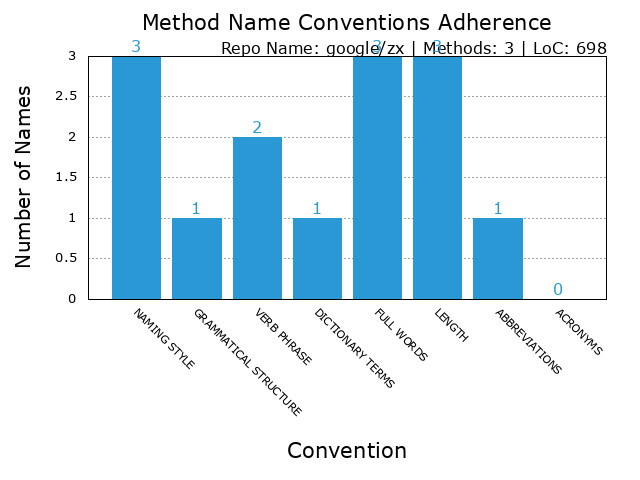 Method Name Conventions Adherence
Repo Name: google/zx | Methods: 3 | LoC: 698
3 1 2 1 3 3 1 0
Number of Names
3
2.5
2
1.5
1
0.5
0
NAMING STYLE
GRAMMATICAL STRUCTURE
VERB PHRASE
DICTIONARY TERMS
FULL WORDS
LENGTH
ABBREVIATIONS
ACRONYMS
Convention